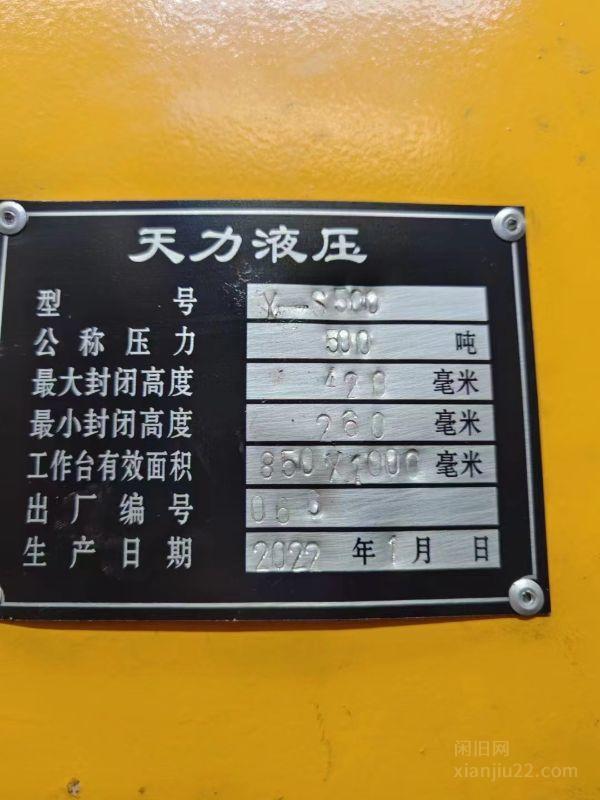 天力液压
型号 X-S500
公称压力 500 吨
最大封闭高度 420 毫米
最小封闭高度 260 毫米
工作台有效面积 850X1000 毫米
出厂编号
生产日期 2022 年 1 月 日
闲旧网
xianjiu22.com